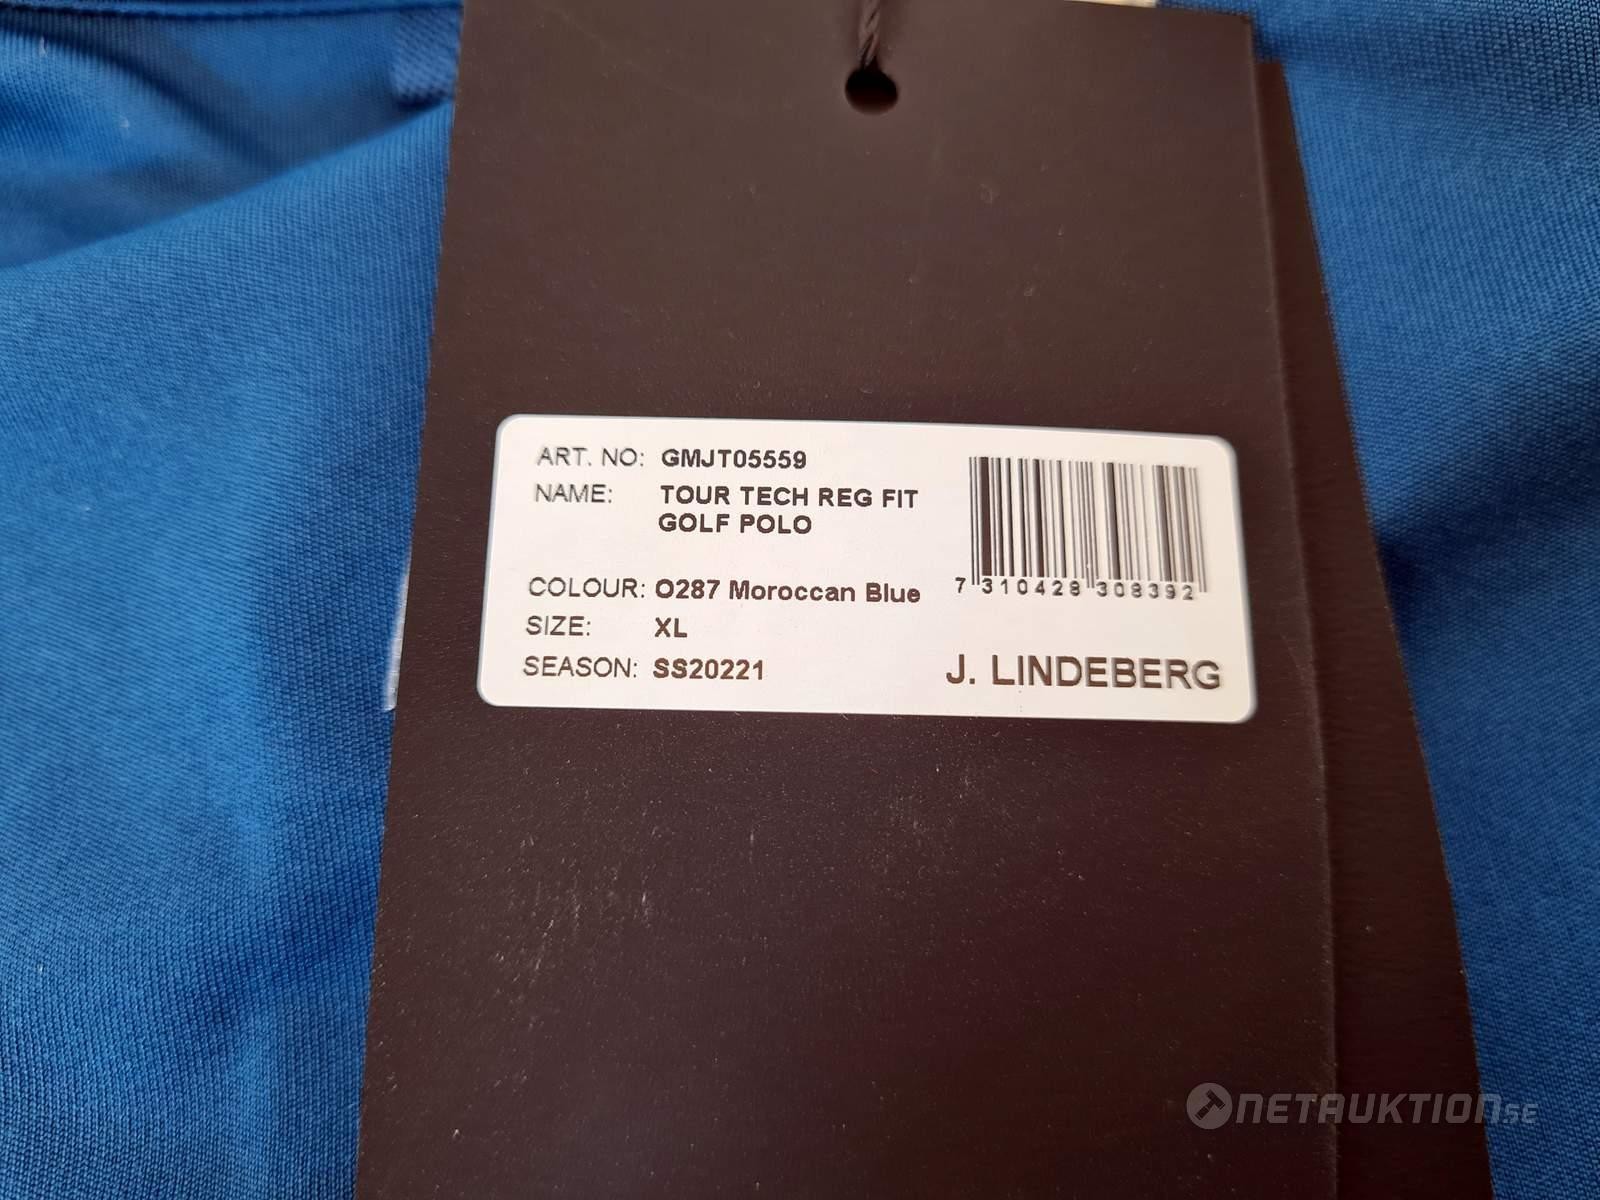 ART. NO: GMJT05559
NAME: TOUR TECH REG FIT
GOLF POLO
COLOUR: O287 Moroccan Blue
SIZE: XL
SEASON: SS20221
7 310428 308392
J. LINDEBERG
NETAUKTION.SE